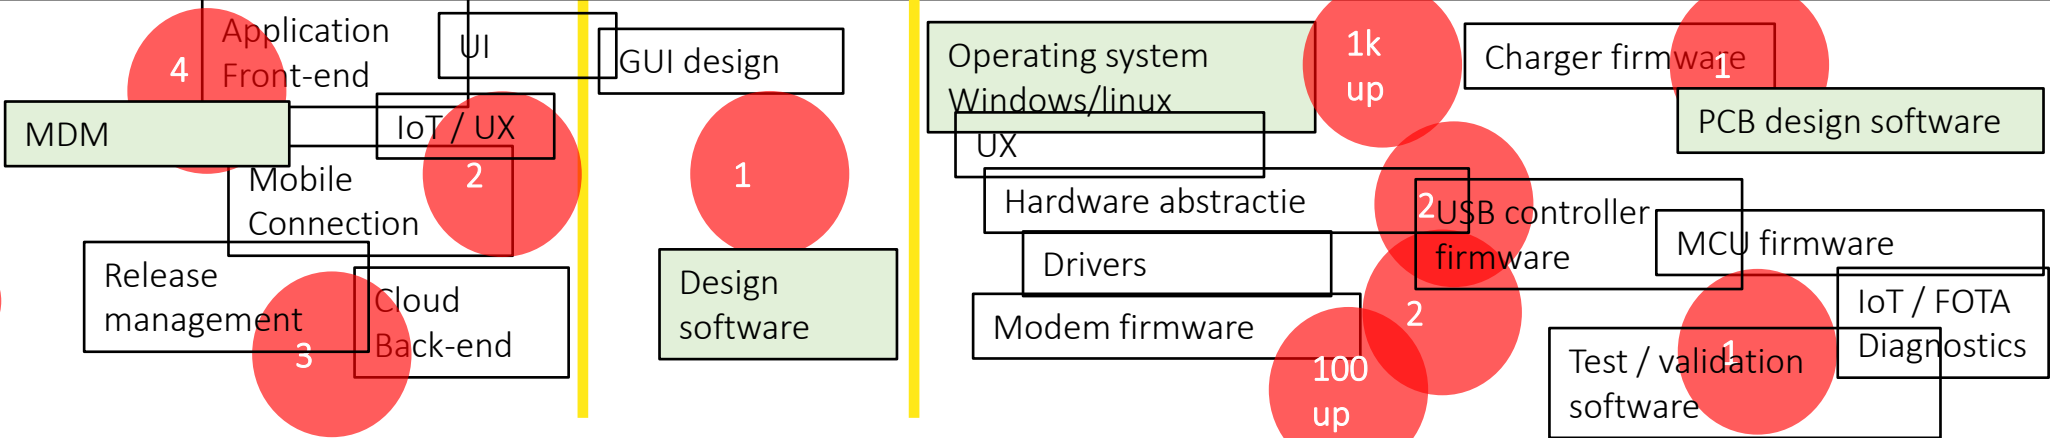 Application
Front-end
4
MDM
UI
IoT / UX
2
Mobile
Connection
Release
management
3
Cloud
Back-end
GUI design
1
Design
software
Operating system
Windows/linux
1k
up
UX
Hardware abstractie
2
Drivers
Modem firmware
2
100
up
Charger firmware
1
PCB design software
USB controller
firmware
MCU firmware
IoT / FOTA
Diagnostics
1
Test / validation
software